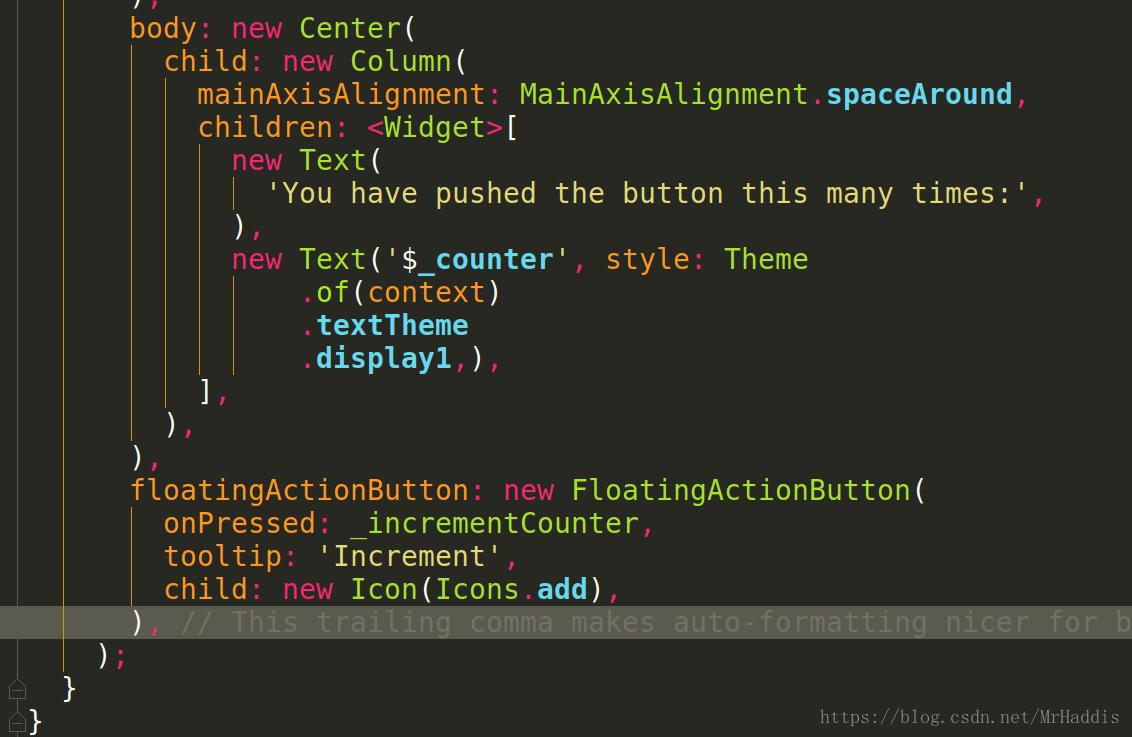 );
body: new Center(
child: new Column(
mainAxisAlignment: MainAxisAlignment.spaceAround,
children: <Widget>[
new Text(
'You have pushed the button this many times:',
),
new Text('$_counter', style: Theme
.of(context)
.textTheme
.display1,),
],
),
),
floatingActionButton: new FloatingActionButton(
onPressed: _incrementCounter,
tooltip: 'Increment',
child: new Icon(Icons.add),
), // This trailing comma makes auto-formatting nicer for b
);
}
}
https://blog.csdn.net/MrHaddis